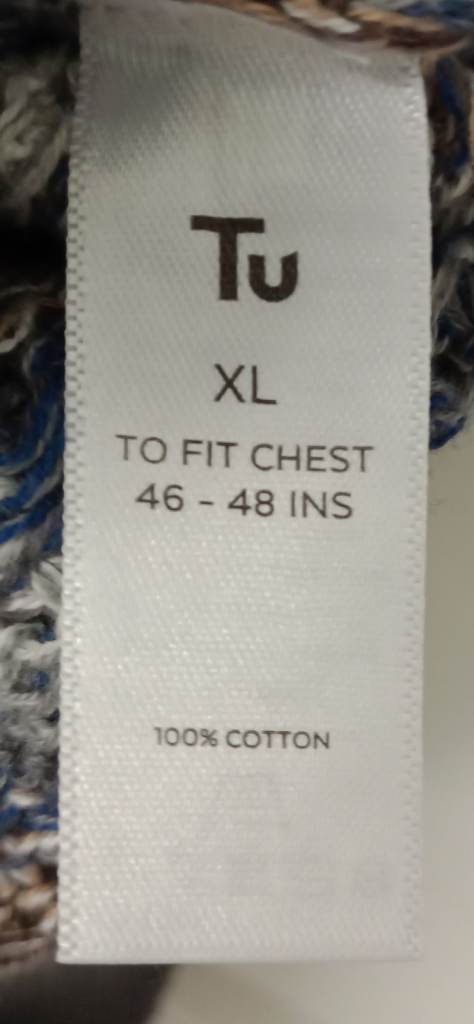 Tu
XL
TO FIT CHEST
46 - 48 INS
100% COTTON